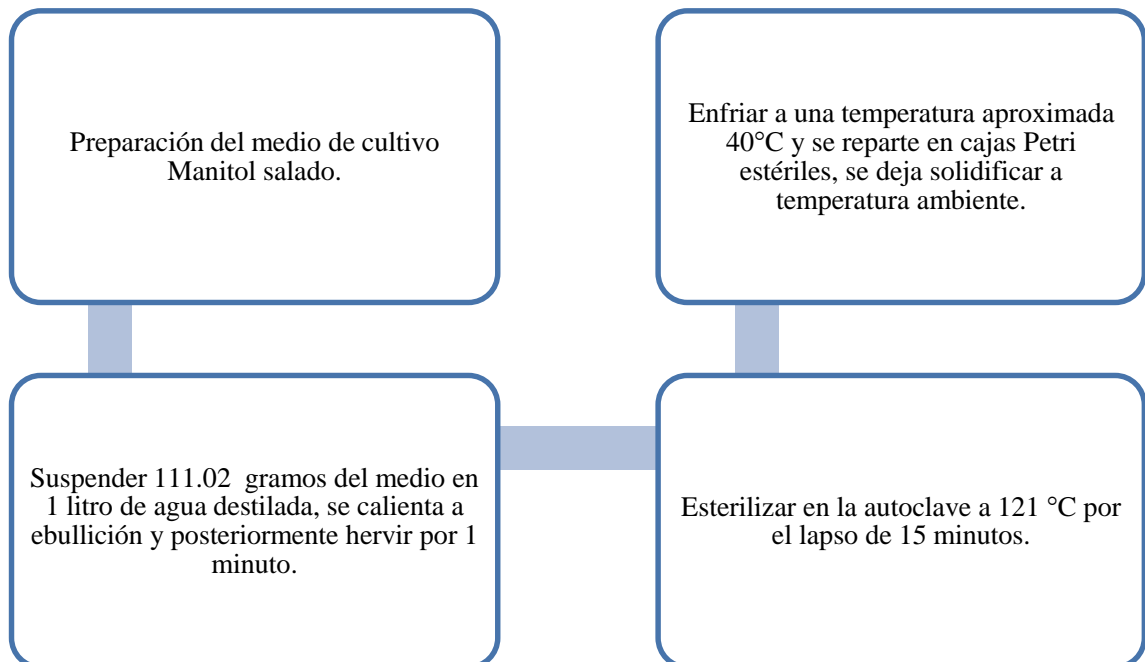 Preparación del medio de cultivo
Manitol salado.
Suspender 111.02  gramos del medio en
1 litro de agua destilada, se calienta a
ebullición y posteriormente hervir por 1
minuto.
Esterilizar en la autoclave a 121 °C por
el lapso de 15 minutos.
Enfriar a una temperatura aproximada
40°C y se reparte en cajas Petri
estériles, se deja solidificar a
temperatura ambiente.